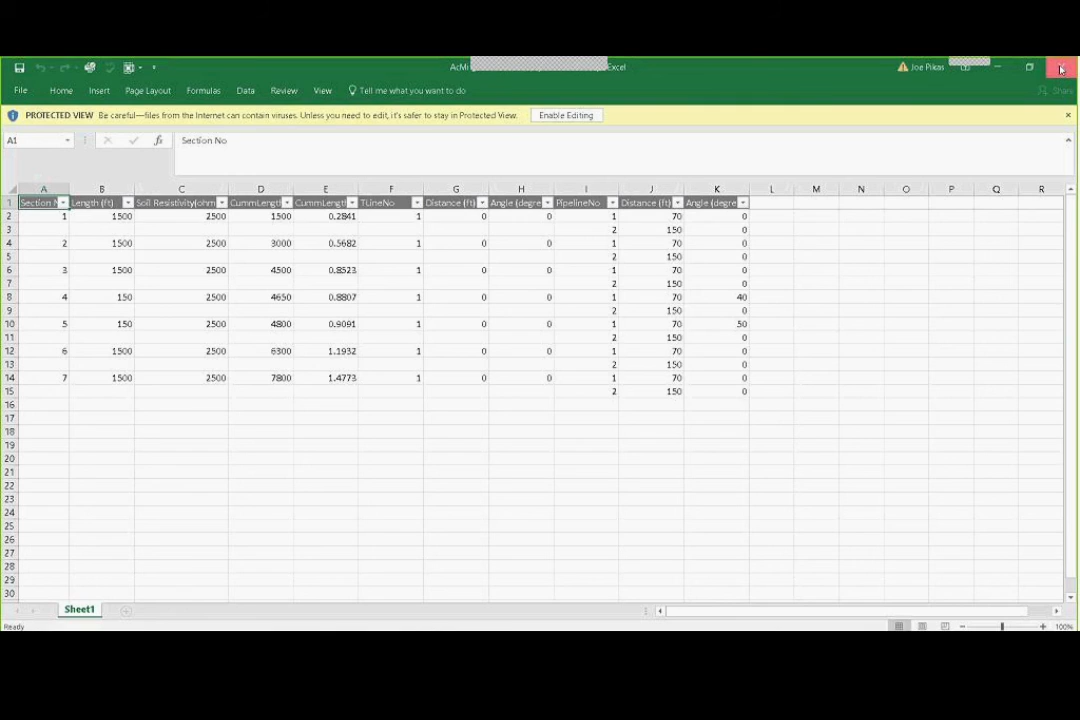 AcMi Excel Joe Pikas
File Home Insert Page Layout Formulas Data Review View Tell me what you want to do Share
PROTECTED VIEW Be careful—files from the Internet can contain viruses. Unless you need to edit, it's safer to stay in Protected View. Enable Editing
A1 fx Section No
A B C D E F G H I J K L M N O P Q R
1 Section N Length (ft) Soil Resistivity(ohm CummLengt CummLengt TLineNo Distance (ft) Angle (degre PipelineNo Distance (ft) Angle (degre
2 1 1500 2500 1500 0.2841 1 0 0 1 70 0
3 2 150 0
4 2 1500 2500 3000 0.5682 1 0 0 1 70 0
5 2 150 0
6 3 1500 2500 4500 0.8523 1 0 0 1 70 0
7 2 150 0
8 4 150 2500 4650 0.8807 1 0 0 1 70 40
9 2 150 0
10 5 150 2500 4800 0.9091 1 0 0 1 70 50
11 2 150 0
12 6 1500 2500 6300 1.1932 1 0 0 1 70 0
13 2 150 0
14 7 1500 2500 7800 1.4773 1 0 0 1 70 0
15 2 150 0
16
17
18
19
20
21
22
23
24
25
26
27
28
29
30
Sheet1
Ready 100%